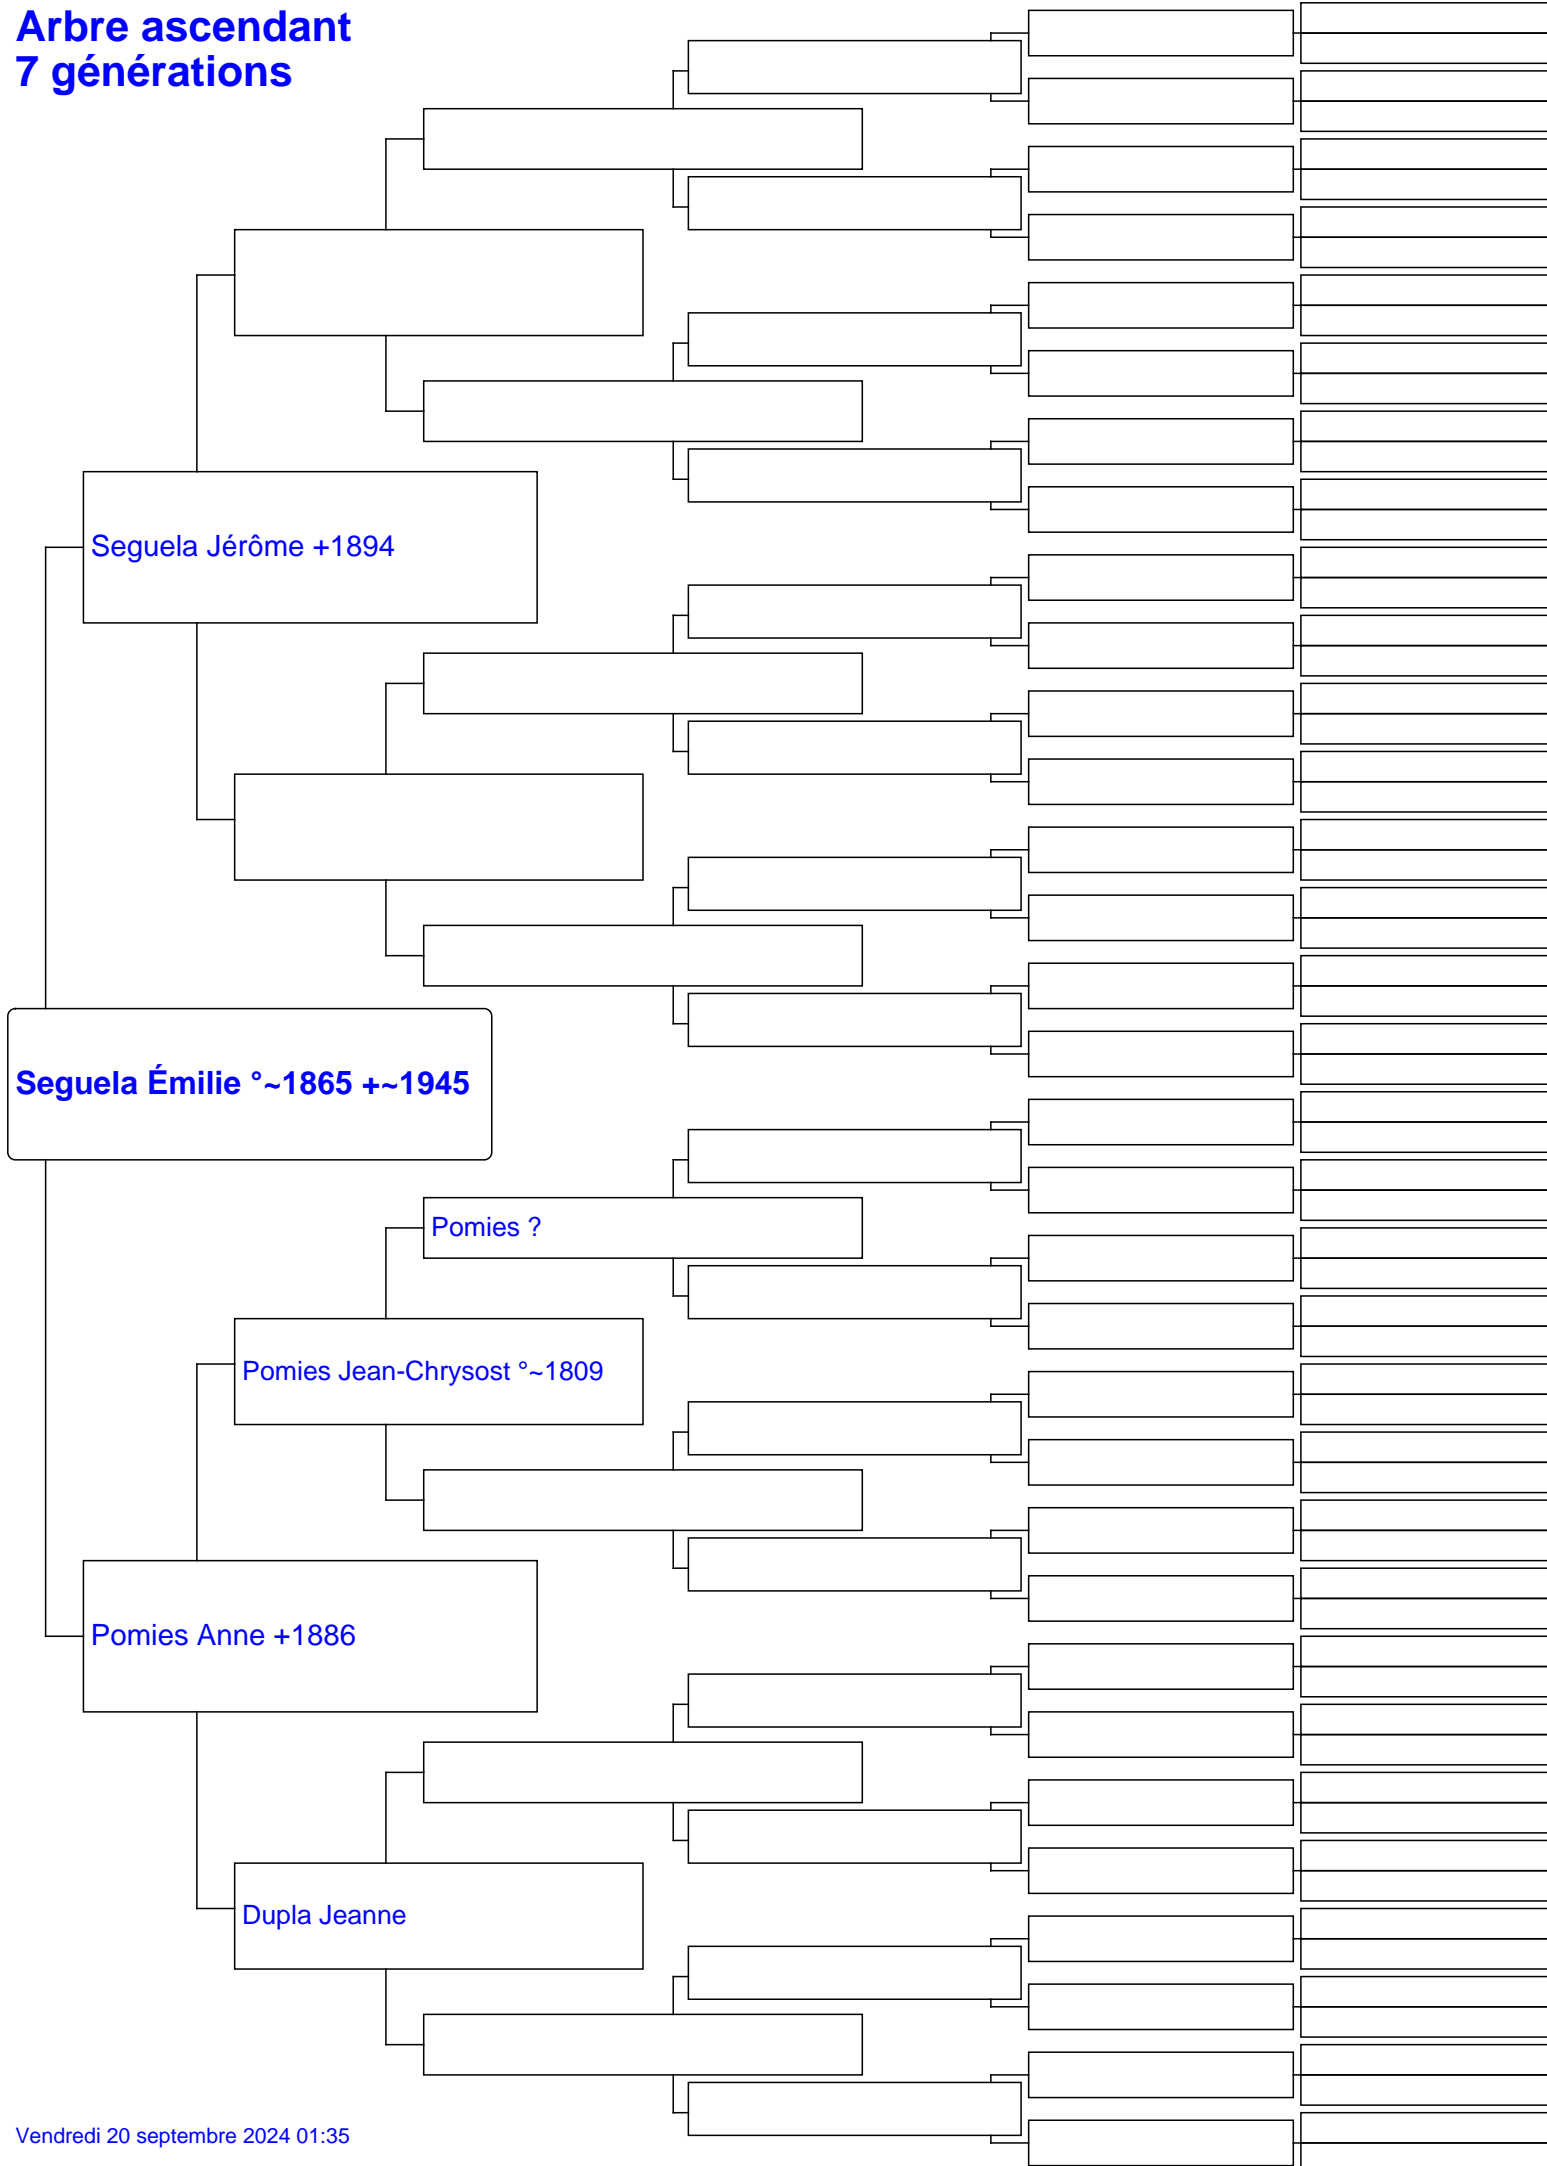 Arbre ascendant
7 générations
Seguela Jérôme +1894
Seguela Émilie °~1865 +~1945
Pomies ?
Pomies Jean-Chrysost °~1809
Pomies Anne +1886
Dupla Jeanne
Vendredi 20 septembre 2024 01:35